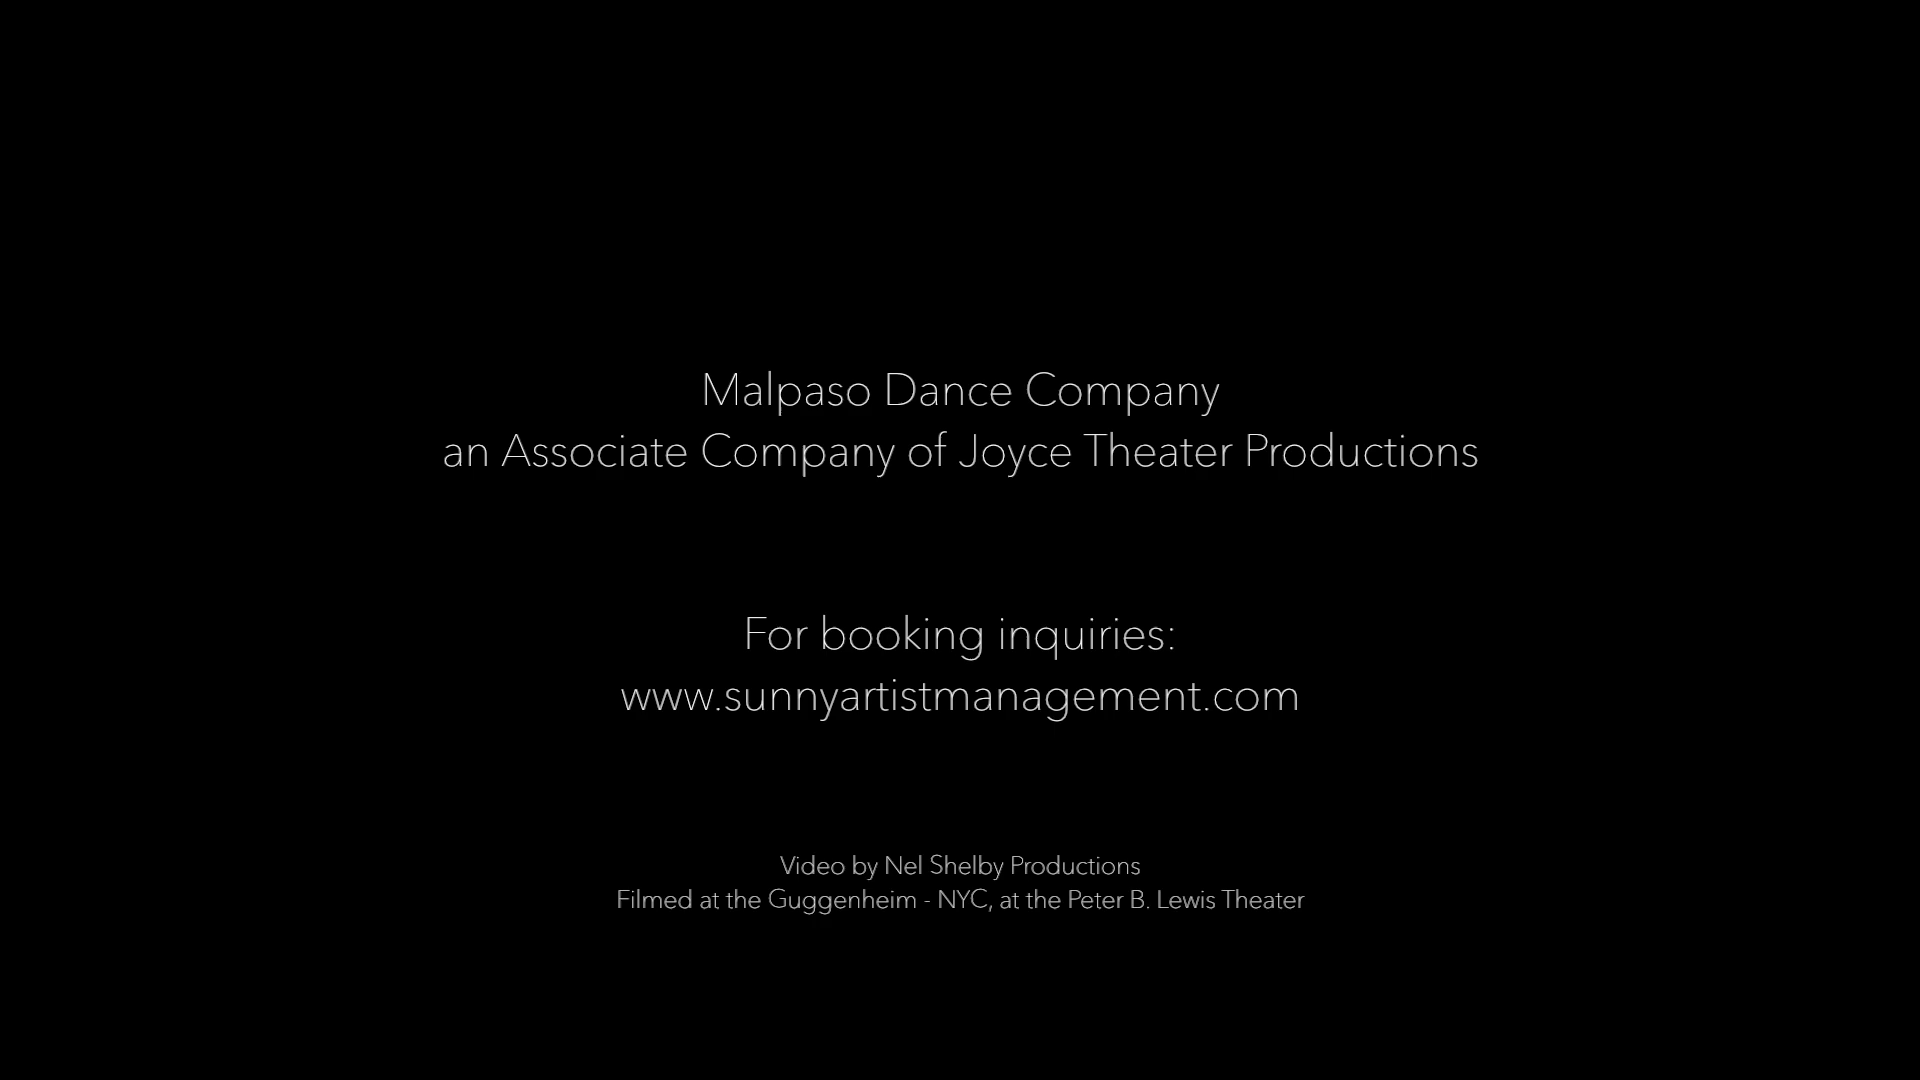 Malpaso Dance Company
an Associate Company of Joyce Theater Productions
For booking inquiries:
www.sunnyartistmanagement.com
Video by Nel Shelby Productions
Filmed at the Guggenheim - NYC, at the Peter B. Lewis Theater